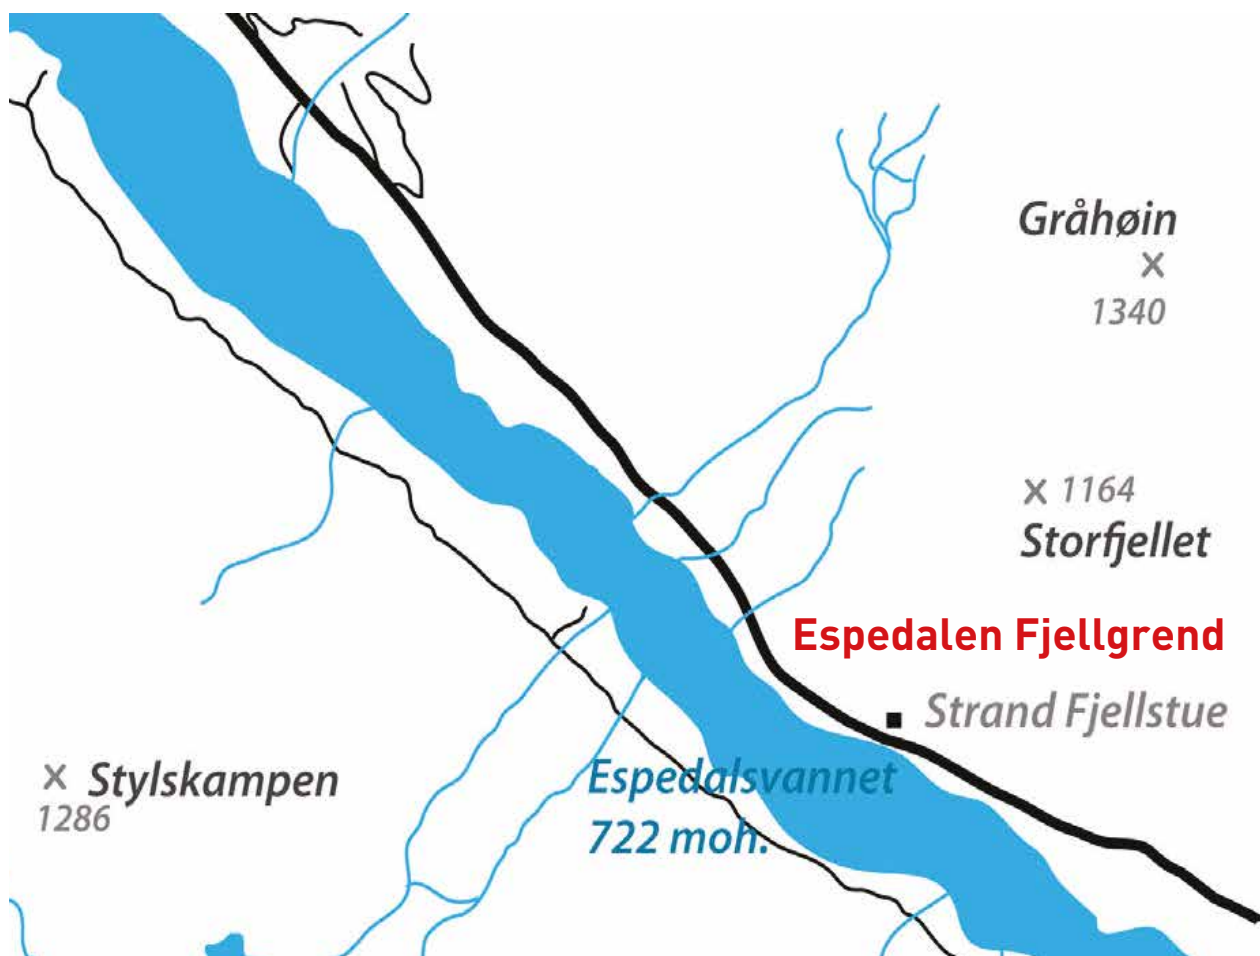 Gråhøin
1340
1164
Storfjellet
Espedalen Fjellgrend
Strand Fjellstue
Espedalsvannet
722 moh.
Stylskampen
1286